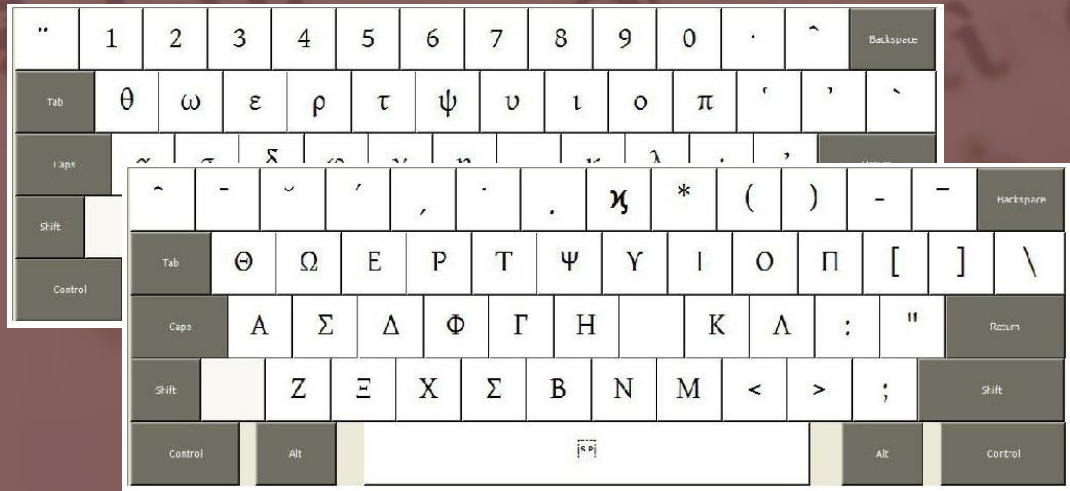 ¨ 1 2 3 4 5 6 7 8 9 0 · ˆ Backspace
Tab θ ω ε ρ τ ψ υ ι ο π ʽ ʼ `
Caps δ λ
Shift
Control
ˆ ¯ ˘ ΄ , · . ϗ * ( ) - ¯ Backspace
Tab Θ Ω Ε Ρ Τ Ψ Υ Ι Ο Π [ ] \
Caps Α Σ Δ Φ Γ Η Κ Λ : " Return
Shift Ζ Ξ Χ Σ Β Ν Μ < > ; Shift
Control Alt SP Alt Control